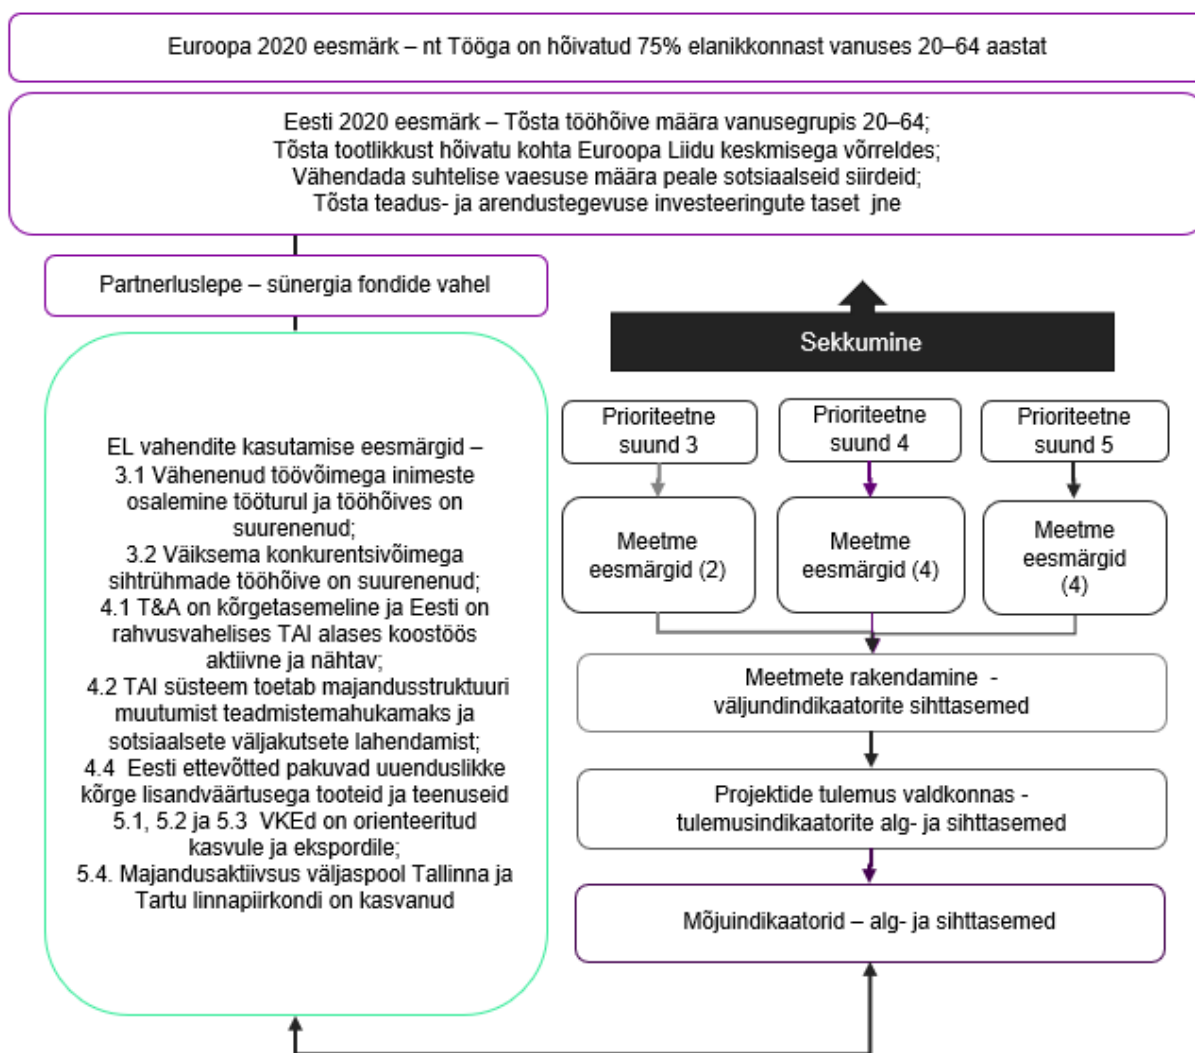 Euroopa 2020 eesmärk – nt Tööga on hõivatud 75% elanikkonnast vanuses 20–64 aastat
Eesti 2020 eesmärk – Tõsta tööhõive määra vanusegrupis 20–64;
Tõsta tootlikkust hõivatu kohta Euroopa Liidu keskmisega võrreldes;
Vähendada suhtelise vaesuse määra peale sotsiaalseid siirdeid;
Tõsta teadus- ja arendustegevuse investeeringute taset jne
Partnerluslepe – sünergia fondide vahel
EL vahendite kasutamise eesmärgid –
3.1 Vähenenud töövõimega inimeste
osalemine tööturul ja tööhõives on
suurenenud;
3.2 Väiksema konkurentsivõimega
sihtrühmade tööhõive on suurenenud;
4.1 T&A on kõrgetasemeline ja Eesti on
rahvusvahelises TAI alases koostöös
aktiivne ja nähtav;
4.2 TAI süsteem toetab majandusstruktuuri
muutumist teadmistemahukamaks ja
sotsiaalsete väljakutsete lahendamist;
4.4 Eesti ettevõtted pakuvad uuenduslikke
kõrge lisandväärtusega tooteid ja teenuseid
5.1, 5.2 ja 5.3 VKEd on orienteeritud
kasvule ja ekspordile;
5.4. Majandusaktiivsus väljaspool Tallinna ja
Tartu linnapiirkondi on kasvanud
Sekkumine
Prioriteetne
suund 3
Prioriteetne
suund 4
Prioriteetne
suund 5
Meetme
eesmärgid (2)
Meetme
eesmärgid (4)
Meetme
eesmärgid
(4)
Meetmete rakendamine -
väljundindikaatorite sihttasemed
Projektide tulemus valdkonnas -
tulemusindikaatorite alg- ja sihttasemed
Mõjuindikaatorid – alg- ja sihttasemed